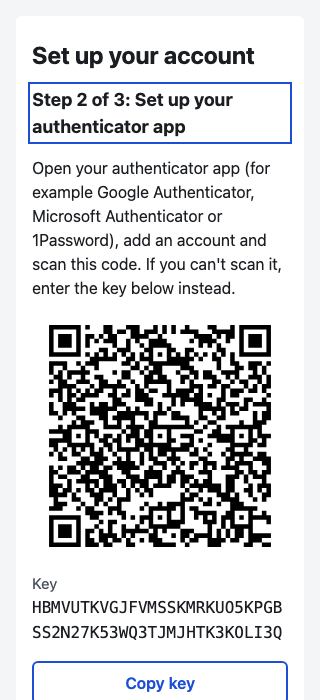 Set up your account
Step 2 of 3: Set up your
authenticator app
Open your authenticator app (for
example Google Authenticator,
Microsoft Authenticator or
1Password), add an account and
scan this code. If you can't scan it,
enter the key below instead.
Key
HBMVUTKVGJFVMSSKMRKUO5KPGB
SS2N27K53WQ3TJMJHTK3KOLI3Q
Copy key